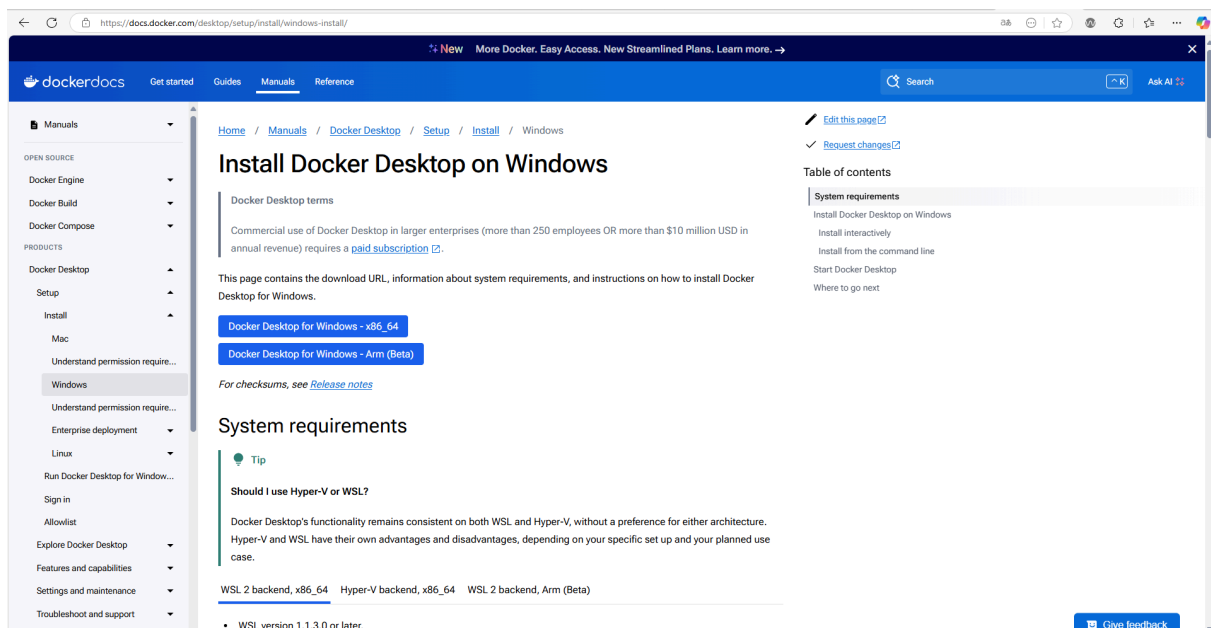 https://docs.docker.com/desktop/setup/install/windows-install/
New More Docker. Easy Access. New Streamlined Plans. Learn more. →
dockerdocs
Get started
Guides
Manuals
Reference
Search
^ K
Ask AI
Manuals
OPEN SOURCE
Docker Engine
Docker Build
Docker Compose
PRODUCTS
Docker Desktop
Setup
Install
Mac
Understand permission require...
Windows
Understand permission require...
Enterprise deployment
Linux
Run Docker Desktop for Window...
Sign in
Allowlist
Explore Docker Desktop
Features and capabilities
Settings and maintenance
Troubleshoot and support
Home / Manuals / Docker Desktop / Setup / Install / Windows
Install Docker Desktop on Windows
Docker Desktop terms
Commercial use of Docker Desktop in larger enterprises (more than 250 employees OR more than $10 million USD in
annual revenue) requires a paid subscription.
This page contains the download URL, information about system requirements, and instructions on how to install Docker
Desktop for Windows.
Docker Desktop for Windows - x86_64
Docker Desktop for Windows - Arm (Beta)
For checksums, see Release notes
System requirements
Tip
Should I use Hyper-V or WSL?
Docker Desktop's functionality remains consistent on both WSL and Hyper-V, without a preference for either architecture.
Hyper-V and WSL have their own advantages and disadvantages, depending on your specific set up and your planned use
case.
WSL 2 backend, x86_64
Hyper-V backend, x86_64
WSL 2 backend, Arm (Beta)
• WSL version 1.1.3.0 or later.
Edit this page
Request changes
Table of contents
System requirements
Install Docker Desktop on Windows
Install interactively
Install from the command line
Start Docker Desktop
Where to go next
Give feedback